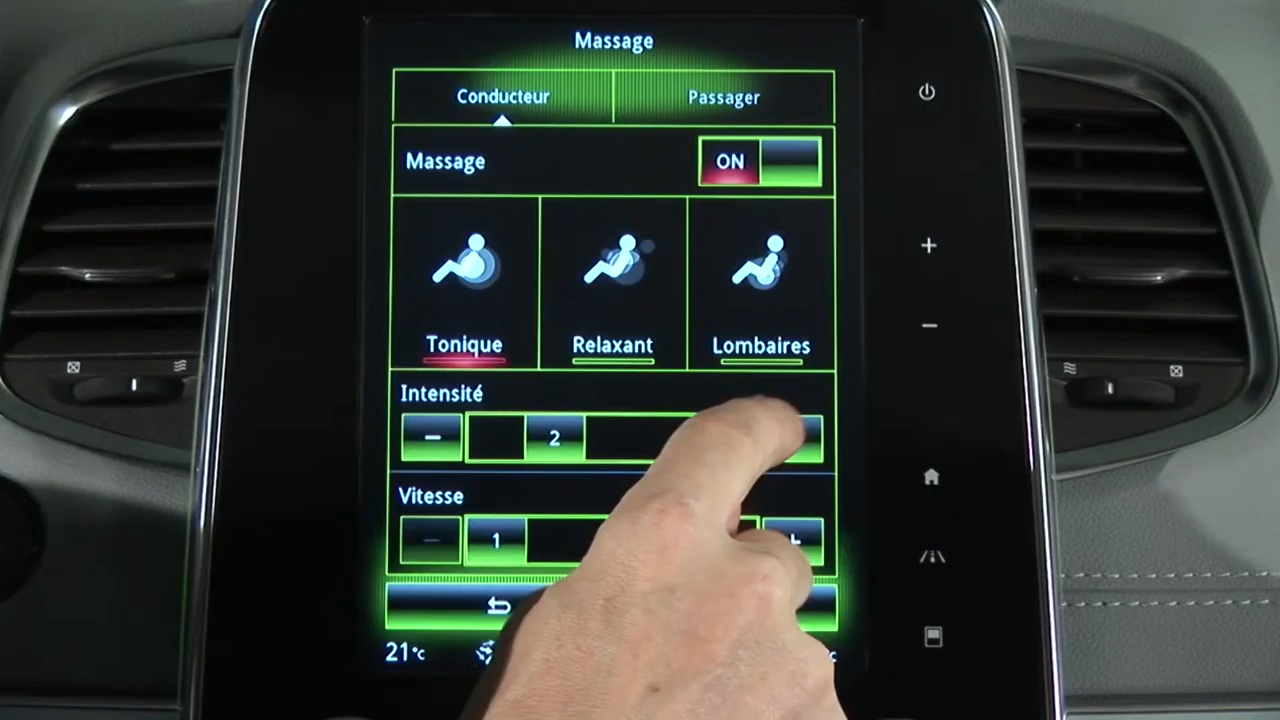 Massage
Conducteur Passager
Massage ON
Tonique Relaxant Lombaires
Intensité
− 2
Vitesse
− 1 +
21°c